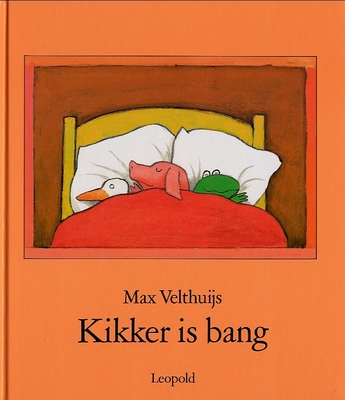 Max Velthuijs
Kikker is bang
Leopold